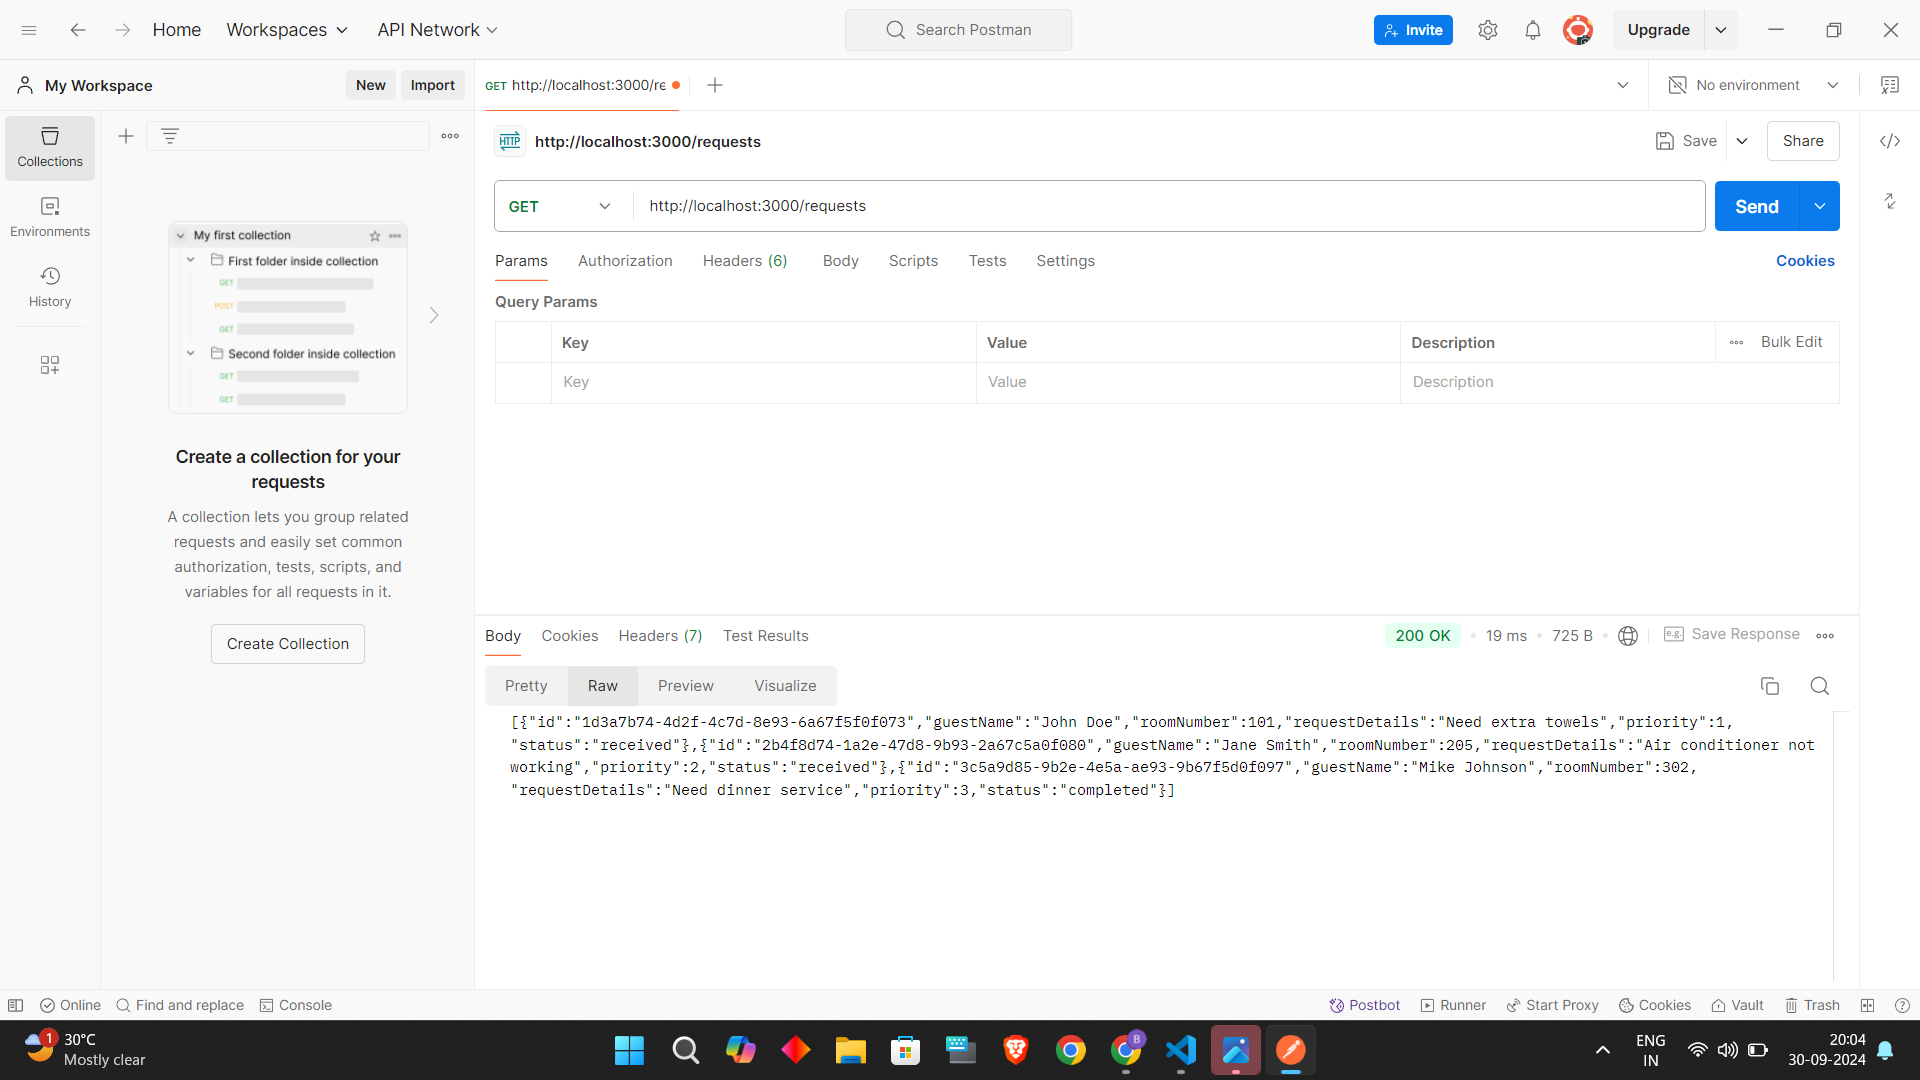 Home Workspaces API Network Search Postman Invite Upgrade
My Workspace New Import GET http://localhost:3000/re No environment
Collections
Environments
History
My first collection
First folder inside collection
GET
POST
GET
Second folder inside collection
GET
GET
Create a collection for your
requests
A collection lets you group related
requests and easily set common
authorization, tests, scripts, and
variables for all requests in it.
Create Collection
HTTP http://localhost:3000/requests Save Share
GET http://localhost:3000/requests Send
Params Authorization Headers (6) Body Scripts Tests Settings Cookies
Query Params
Key Value Description Bulk Edit
Key Value Description
Body Cookies Headers (7) Test Results 200 OK 19 ms 725 B e.g. Save Response
Pretty Raw Preview Visualize
[{"id":"1d3a7b74-4d2f-4c7d-8e93-6a67f5f0f073","guestName":"John Doe","roomNumber":101,"requestDetails":"Need extra towels","priority":1,
"status":"received"},{"id":"2b4f8d74-1a2e-47d8-9b93-2a67c5a0f080","guestName":"Jane Smith","roomNumber":205,"requestDetails":"Air conditioner not
working","priority":2,"status":"received"},{"id":"3c5a9d85-9b2e-4e5a-ae93-9b67f5d0f097","guestName":"Mike Johnson","roomNumber":302,
"requestDetails":"Need dinner service","priority":3,"status":"completed"}]
Online Find and replace Console Postbot Runner Start Proxy Cookies Vault Trash
1 30°C
Mostly clear
B
ENG
IN
20:04
30-09-2024